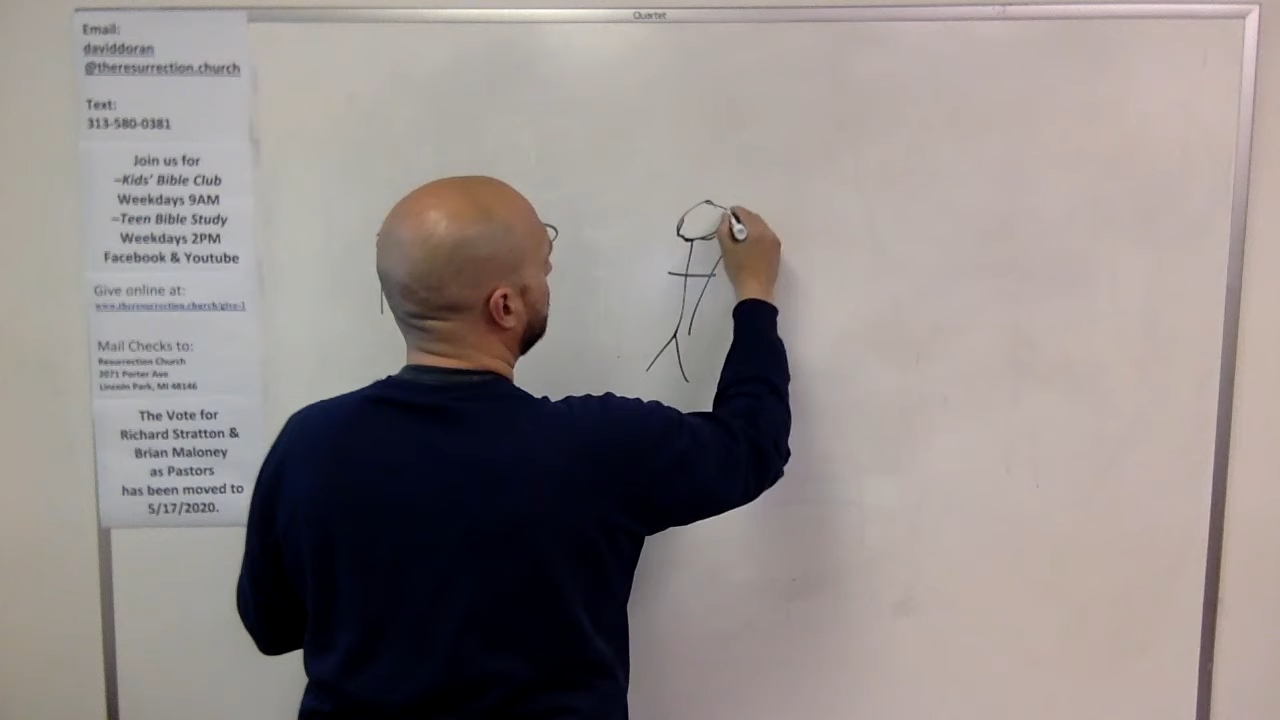 Quartet
Email:
daviddoran
@theresurrection.church
Text:
313-580-0381
Join us for
~Kids' Bible Club
Weekdays 9AM
~Teen Bible Study
Weekdays 2PM
Facebook & Youtube
Give online at:
www.theresurrection.church/give-1
Mail Checks to:
Resurrection Church
2071 Porter Ave
Lincoln Park, MI 48146
The Vote for
Richard Stratton &
Brian Maloney
as Pastors
has been moved to
5/17/2020.